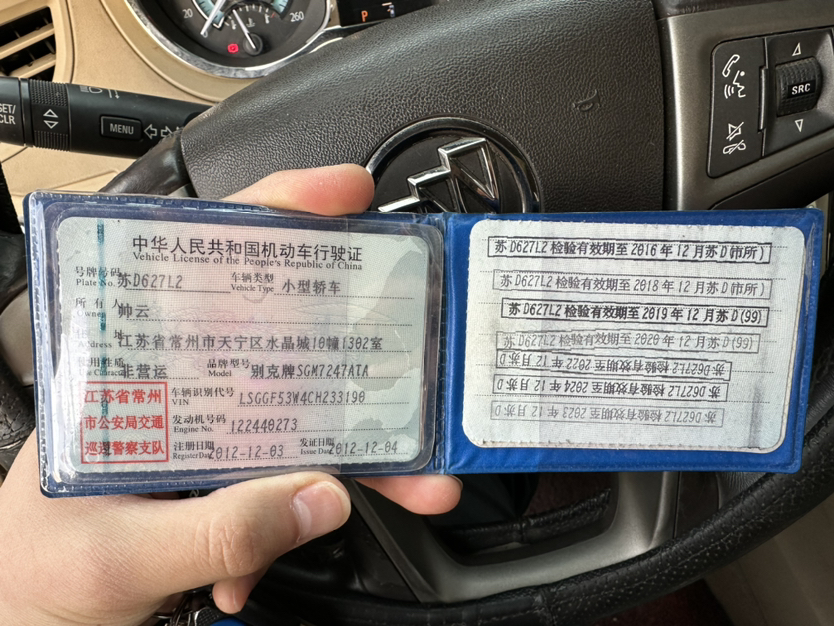 20
260
P
SET/
CLR
MENU
SRC
中华人民共和国机动车行驶证
Vehicle License of the People's Republic of China
号牌号码 苏D627L2 车辆类型 小型轿车
Plate No. Vehicle Type
所有人 帅云
Owner
住址 江苏省常州市天宁区水晶城10幢1302室
Address
使用性质 非营运 品牌型号 别克牌SGM7247ATA
Model
江苏省常州
市公安局交通
巡逻警察支队
车辆识别代号 LSGGF53W4CH233190
VIN
发动机号码 122440273
Engine No.
注册日期 2012-12-03 发证日期 2012-12-04
Register Date Issue Date
苏D627L2 检验有效期至2016年12月苏D(市所)
苏D627L2 检验有效期至2018年12月苏D(市所)
苏D627L2 检验有效期至2019年12月苏D(99)
苏D627L2 检验有效期至2020年12月苏D(99)
苏D627L2 检验有效期至2022年12月苏D
苏D627L2 检验有效期至2024年12月苏D
苏D627L2 检验有效期至2023年12月苏D